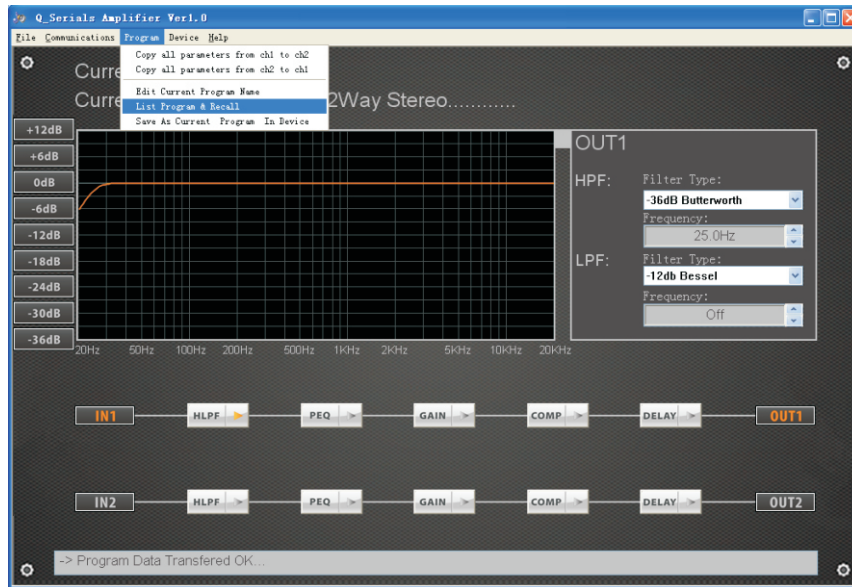 Q_Serials Amplifier Ver1.0
File Communications Program Device Help
Copy all parameters from ch1 to ch2
Copy all parameters from ch2 to ch1
Edit Current Program Name
List Program & Recall
Save As Current Program In Device
Curre
Curre 2Way Stereo............
+12dB
+6dB
0dB
-6dB
-12dB
-18dB
-24dB
-30dB
-36dB
20Hz 50Hz 100Hz 200Hz 500Hz 1KHz 2KHz 5KHz 10KHz 20KHz
OUT1
HPF: Filter Type:
-36dB Butterworth
Frequency:
25.0Hz
LPF: Filter Type:
-12db Bessel
Frequency:
Off
IN1 HLPF PEQ GAIN COMP DELAY OUT1
IN2 HLPF PEQ GAIN COMP DELAY OUT2
-> Program Data Transfered OK...